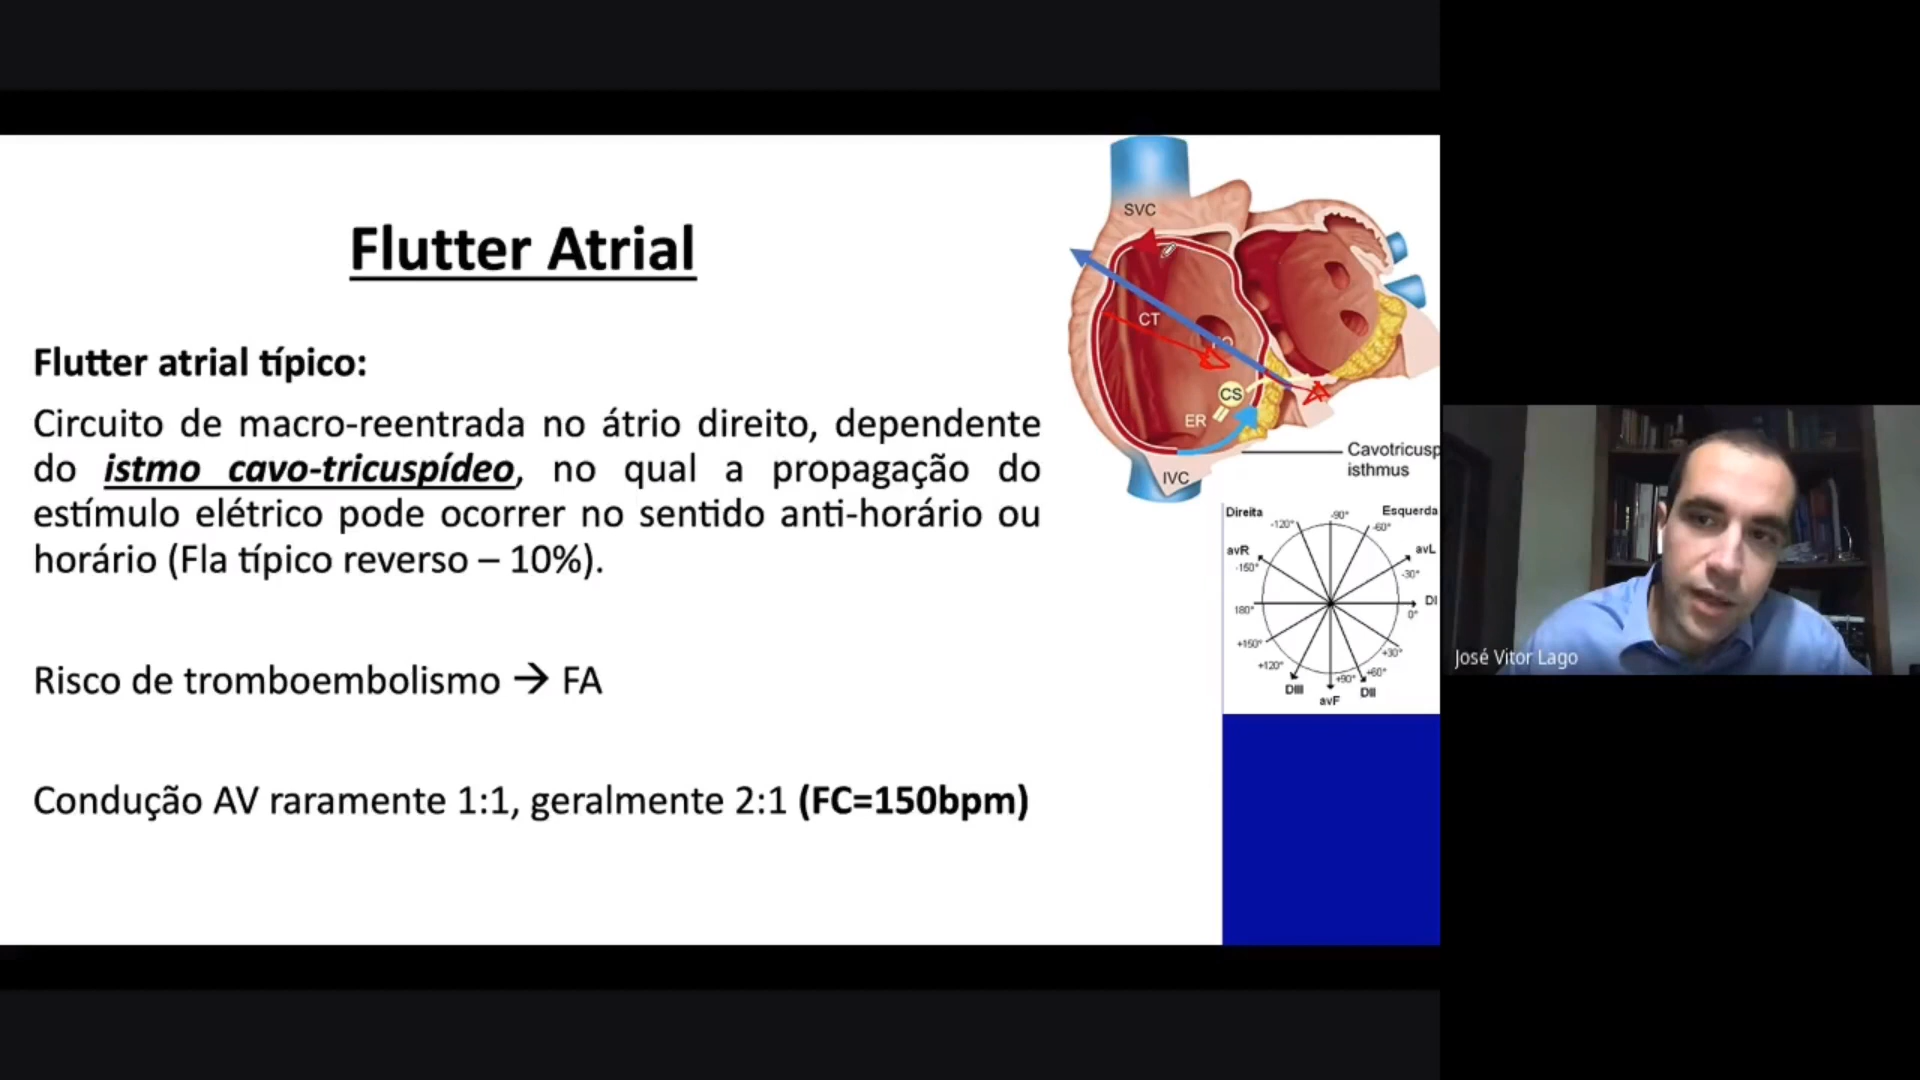 Flutter Atrial
Flutter atrial típico:
Circuito de macro-reentrada no átrio direito, dependente
do istmo cavo-tricuspídeo, no qual a propagação do
estímulo elétrico pode ocorrer no sentido anti-horário ou
horário (Fla típico reverso – 10%).
Risco de tromboembolismo → FA
Condução AV raramente 1:1, geralmente 2:1 (FC=150bpm)
SVC
CT
CS
ER
IVC
Cavotricusp
isthmus
Direita
Esquerda
-120°
-90°
-60°
avR
avL
-150°
-30°
180°
DI
0°
+150°
+30°
+120°
+90°
+60°
DIII
avF
DII
José Vitor Lago